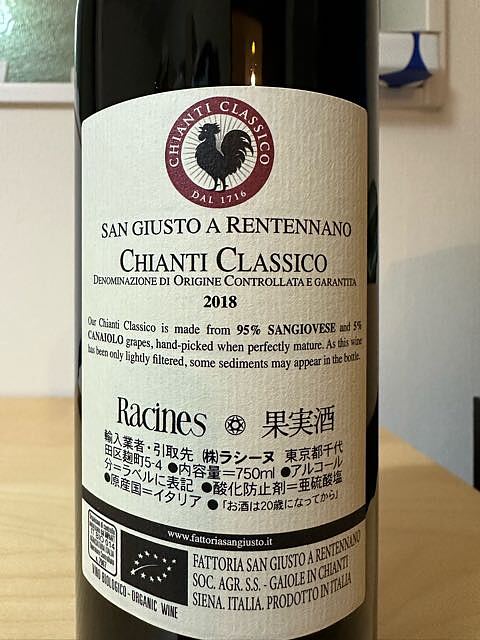 CHIANTI CLASSICO
DAL 1716
SAN GIUSTO A RENTENNANO
CHIANTI CLASSICO
DENOMINAZIONE DI ORIGINE CONTROLLATA E GARANTITA
2018
Our Chianti Classico is made from 95% SANGIOVESE and 5%
CANAIOLO grapes, hand-picked when perfectly mature. As this wine
has been only lightly filtered, some sediments may appear in the bottle.
Racines 果実酒
輸入業者・引取先 ㈱ラシーヌ 東京都千代
田区麹町5-4 ●内容量=750ml ●アルコール
分=ラベルに表記 ●酸化防止剤=亜硫酸塩
●原産国=イタリア ●「お酒は20歳になってから」
www.fattoriasangiusto.it
FATTORIA SAN GIUSTO A RENTENNANO
SOC. AGR. S.S. - GAIOLE IN CHIANTI
SIENA. ITALIA. PRODOTTO IN ITALIA
VINO BIOLOGICO - ORGANIC WINE